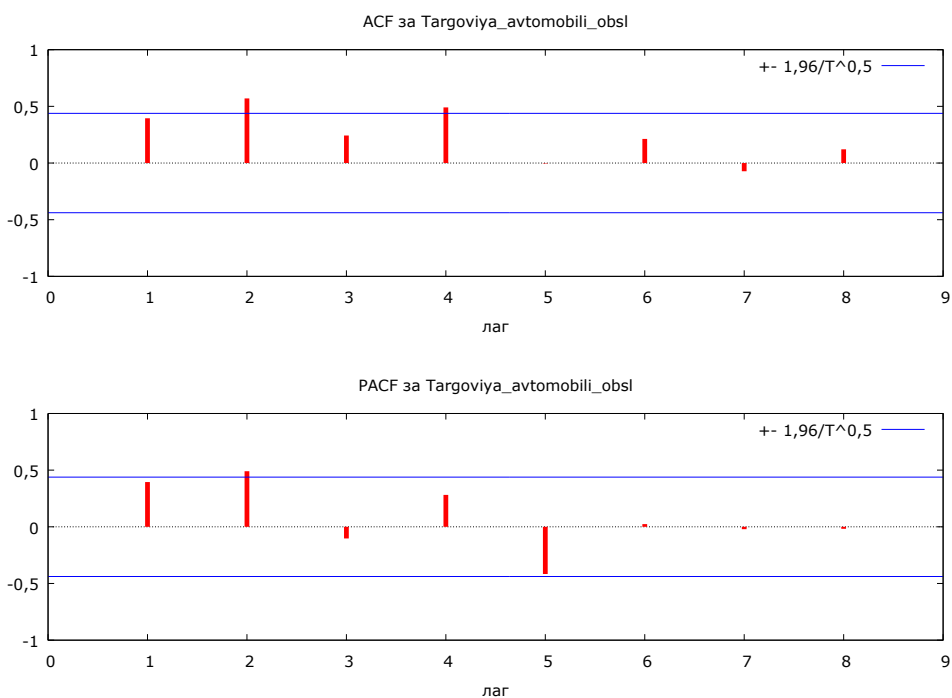 ACF за Targoviya_avtomobili_obsl
+- 1,96/T^0,5
1
0,5
0
-0,5
-1
0 1 2 3 4 5 6 7 8 9
лаг
PACF за Targoviya_avtomobili_obsl
+- 1,96/T^0,5
1
0,5
0
-0,5
-1
0 1 2 3 4 5 6 7 8 9
лаг